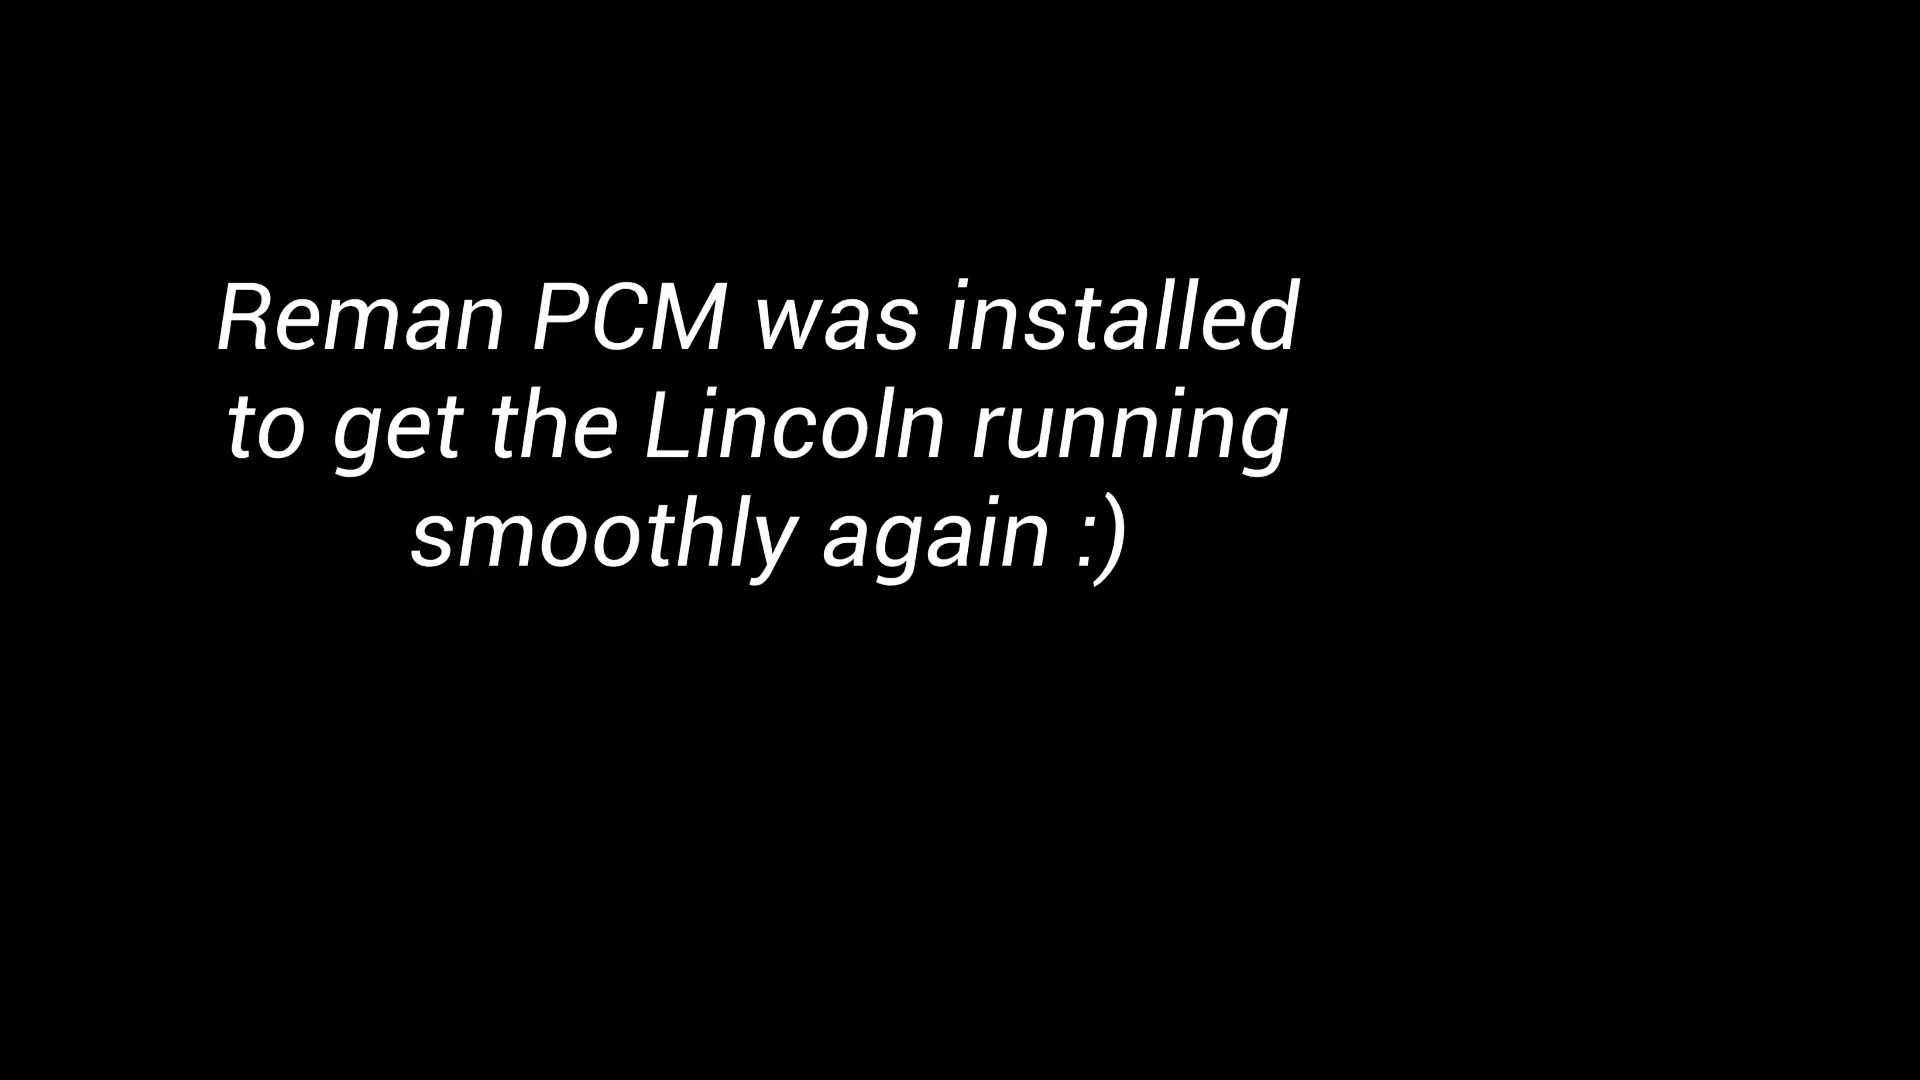 Reman PCM was installed
to get the Lincoln running
smoothly again :)